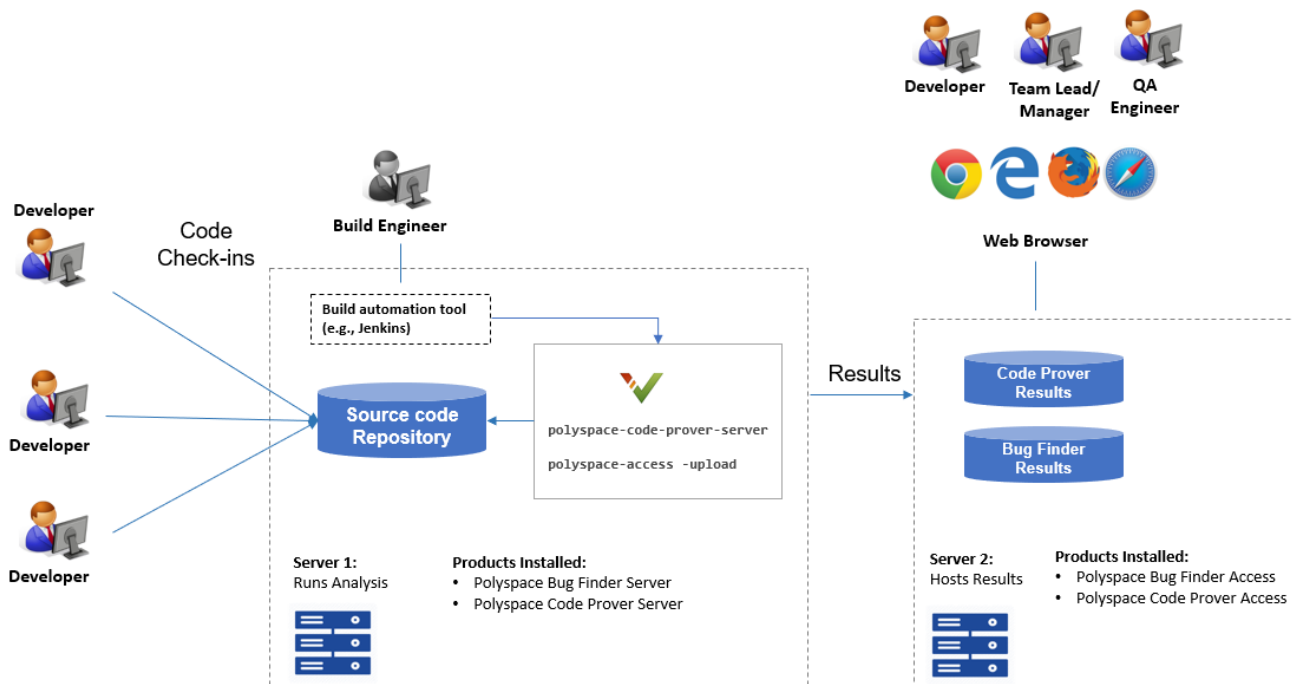 Developer
Team Lead/
Manager
QA
Engineer
Web Browser
Build Engineer
Developer
Code
Check-ins
Build automation tool
(e.g., Jenkins)
Source code
Repository
polyspace-code-prover-server
polyspace-access -upload
Results
Code Prover
Results
Bug Finder
Results
Developer
Developer
Server 1:
Runs Analysis
Products Installed:
• Polyspace Bug Finder Server
• Polyspace Code Prover Server
Server 2:
Hosts Results
Products Installed:
• Polyspace Bug Finder Access
• Polyspace Code Prover Access